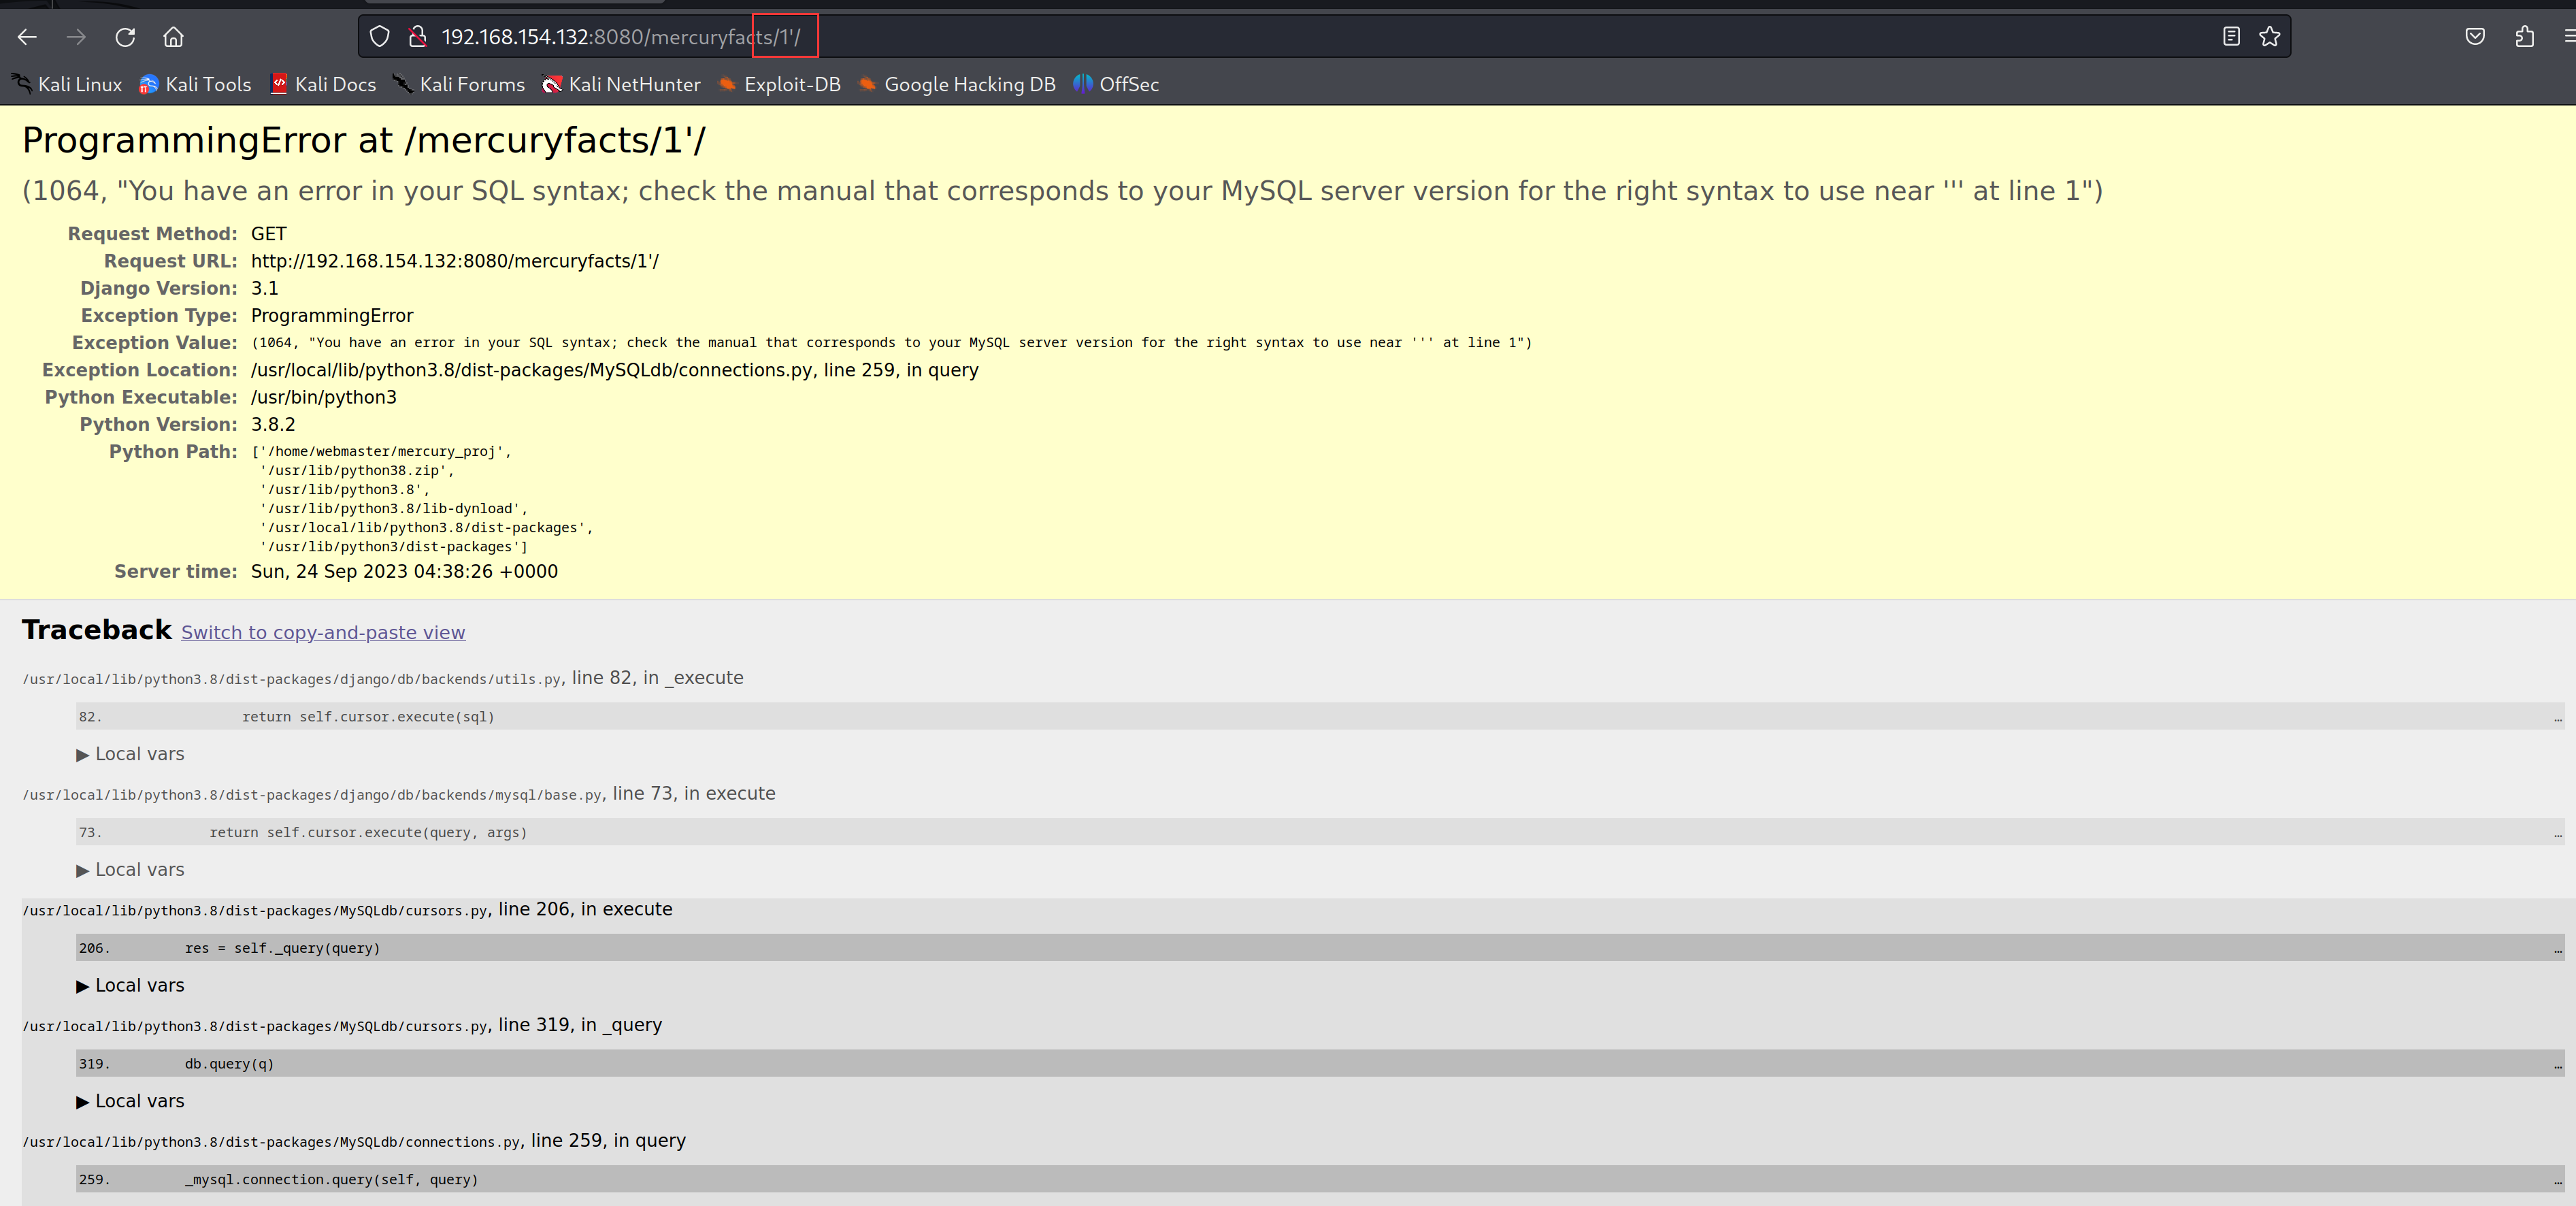 192.168.154.132:8080/mercuryfacts/1'/
Kali Linux Kali Tools Kali Docs Kali Forums Kali NetHunter Exploit-DB Google Hacking DB OffSec
ProgrammingError at /mercuryfacts/1'/
(1064, "You have an error in your SQL syntax; check the manual that corresponds to your MySQL server version for the right syntax to use near ''' at line 1")
Request Method: GET
Request URL: http://192.168.154.132:8080/mercuryfacts/1'/
Django Version: 3.1
Exception Type: ProgrammingError
Exception Value: (1064, "You have an error in your SQL syntax; check the manual that corresponds to your MySQL server version for the right syntax to use near ''' at line 1")
Exception Location: /usr/local/lib/python3.8/dist-packages/MySQLdb/connections.py, line 259, in query
Python Executable: /usr/bin/python3
Python Version: 3.8.2
Python Path: ['/home/webmaster/mercury_proj',
'/usr/lib/python38.zip',
'/usr/lib/python3.8',
'/usr/lib/python3.8/lib-dynload',
'/usr/local/lib/python3.8/dist-packages',
'/usr/lib/python3/dist-packages']
Server time: Sun, 24 Sep 2023 04:38:26 +0000
Traceback Switch to copy-and-paste view
/usr/local/lib/python3.8/dist-packages/django/db/backends/utils.py, line 82, in _execute
82. return self.cursor.execute(sql) …
▶ Local vars
/usr/local/lib/python3.8/dist-packages/django/db/backends/mysql/base.py, line 73, in execute
73. return self.cursor.execute(query, args) …
▶ Local vars
/usr/local/lib/python3.8/dist-packages/MySQLdb/cursors.py, line 206, in execute
206. res = self._query(query) …
▶ Local vars
/usr/local/lib/python3.8/dist-packages/MySQLdb/cursors.py, line 319, in _query
319. db.query(q) …
▶ Local vars
/usr/local/lib/python3.8/dist-packages/MySQLdb/connections.py, line 259, in query
259. _mysql.connection.query(self, query) …